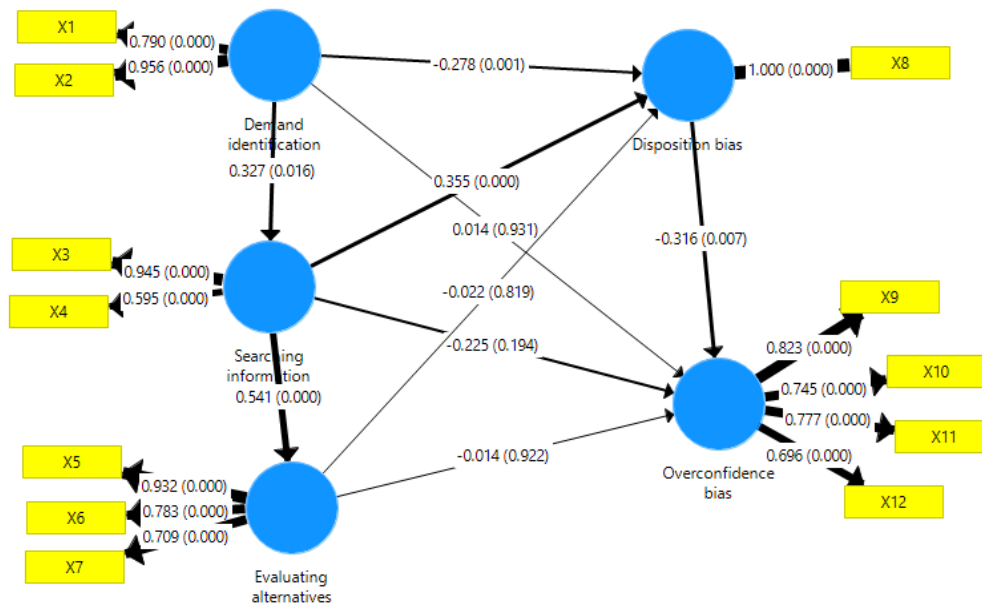 X1
0.790 (0.000)
X2
0.956 (0.000)
Demand
identification
-0.278 (0.001)
1.000 (0.000)
X8
Disposition bias
0.327 (0.016)
0.355 (0.000)
0.014 (0.931)
-0.316 (0.007)
X3
0.945 (0.000)
X4
0.595 (0.000)
-0.022 (0.819)
Searching
information
-0.225 (0.194)
0.541 (0.000)
X9
0.823 (0.000)
X10
0.745 (0.000)
X11
0.777 (0.000)
0.696 (0.000)
X12
Overconfidence
bias
-0.014 (0.922)
X5
0.932 (0.000)
X6
0.783 (0.000)
X7
0.709 (0.000)
Evaluating
alternatives